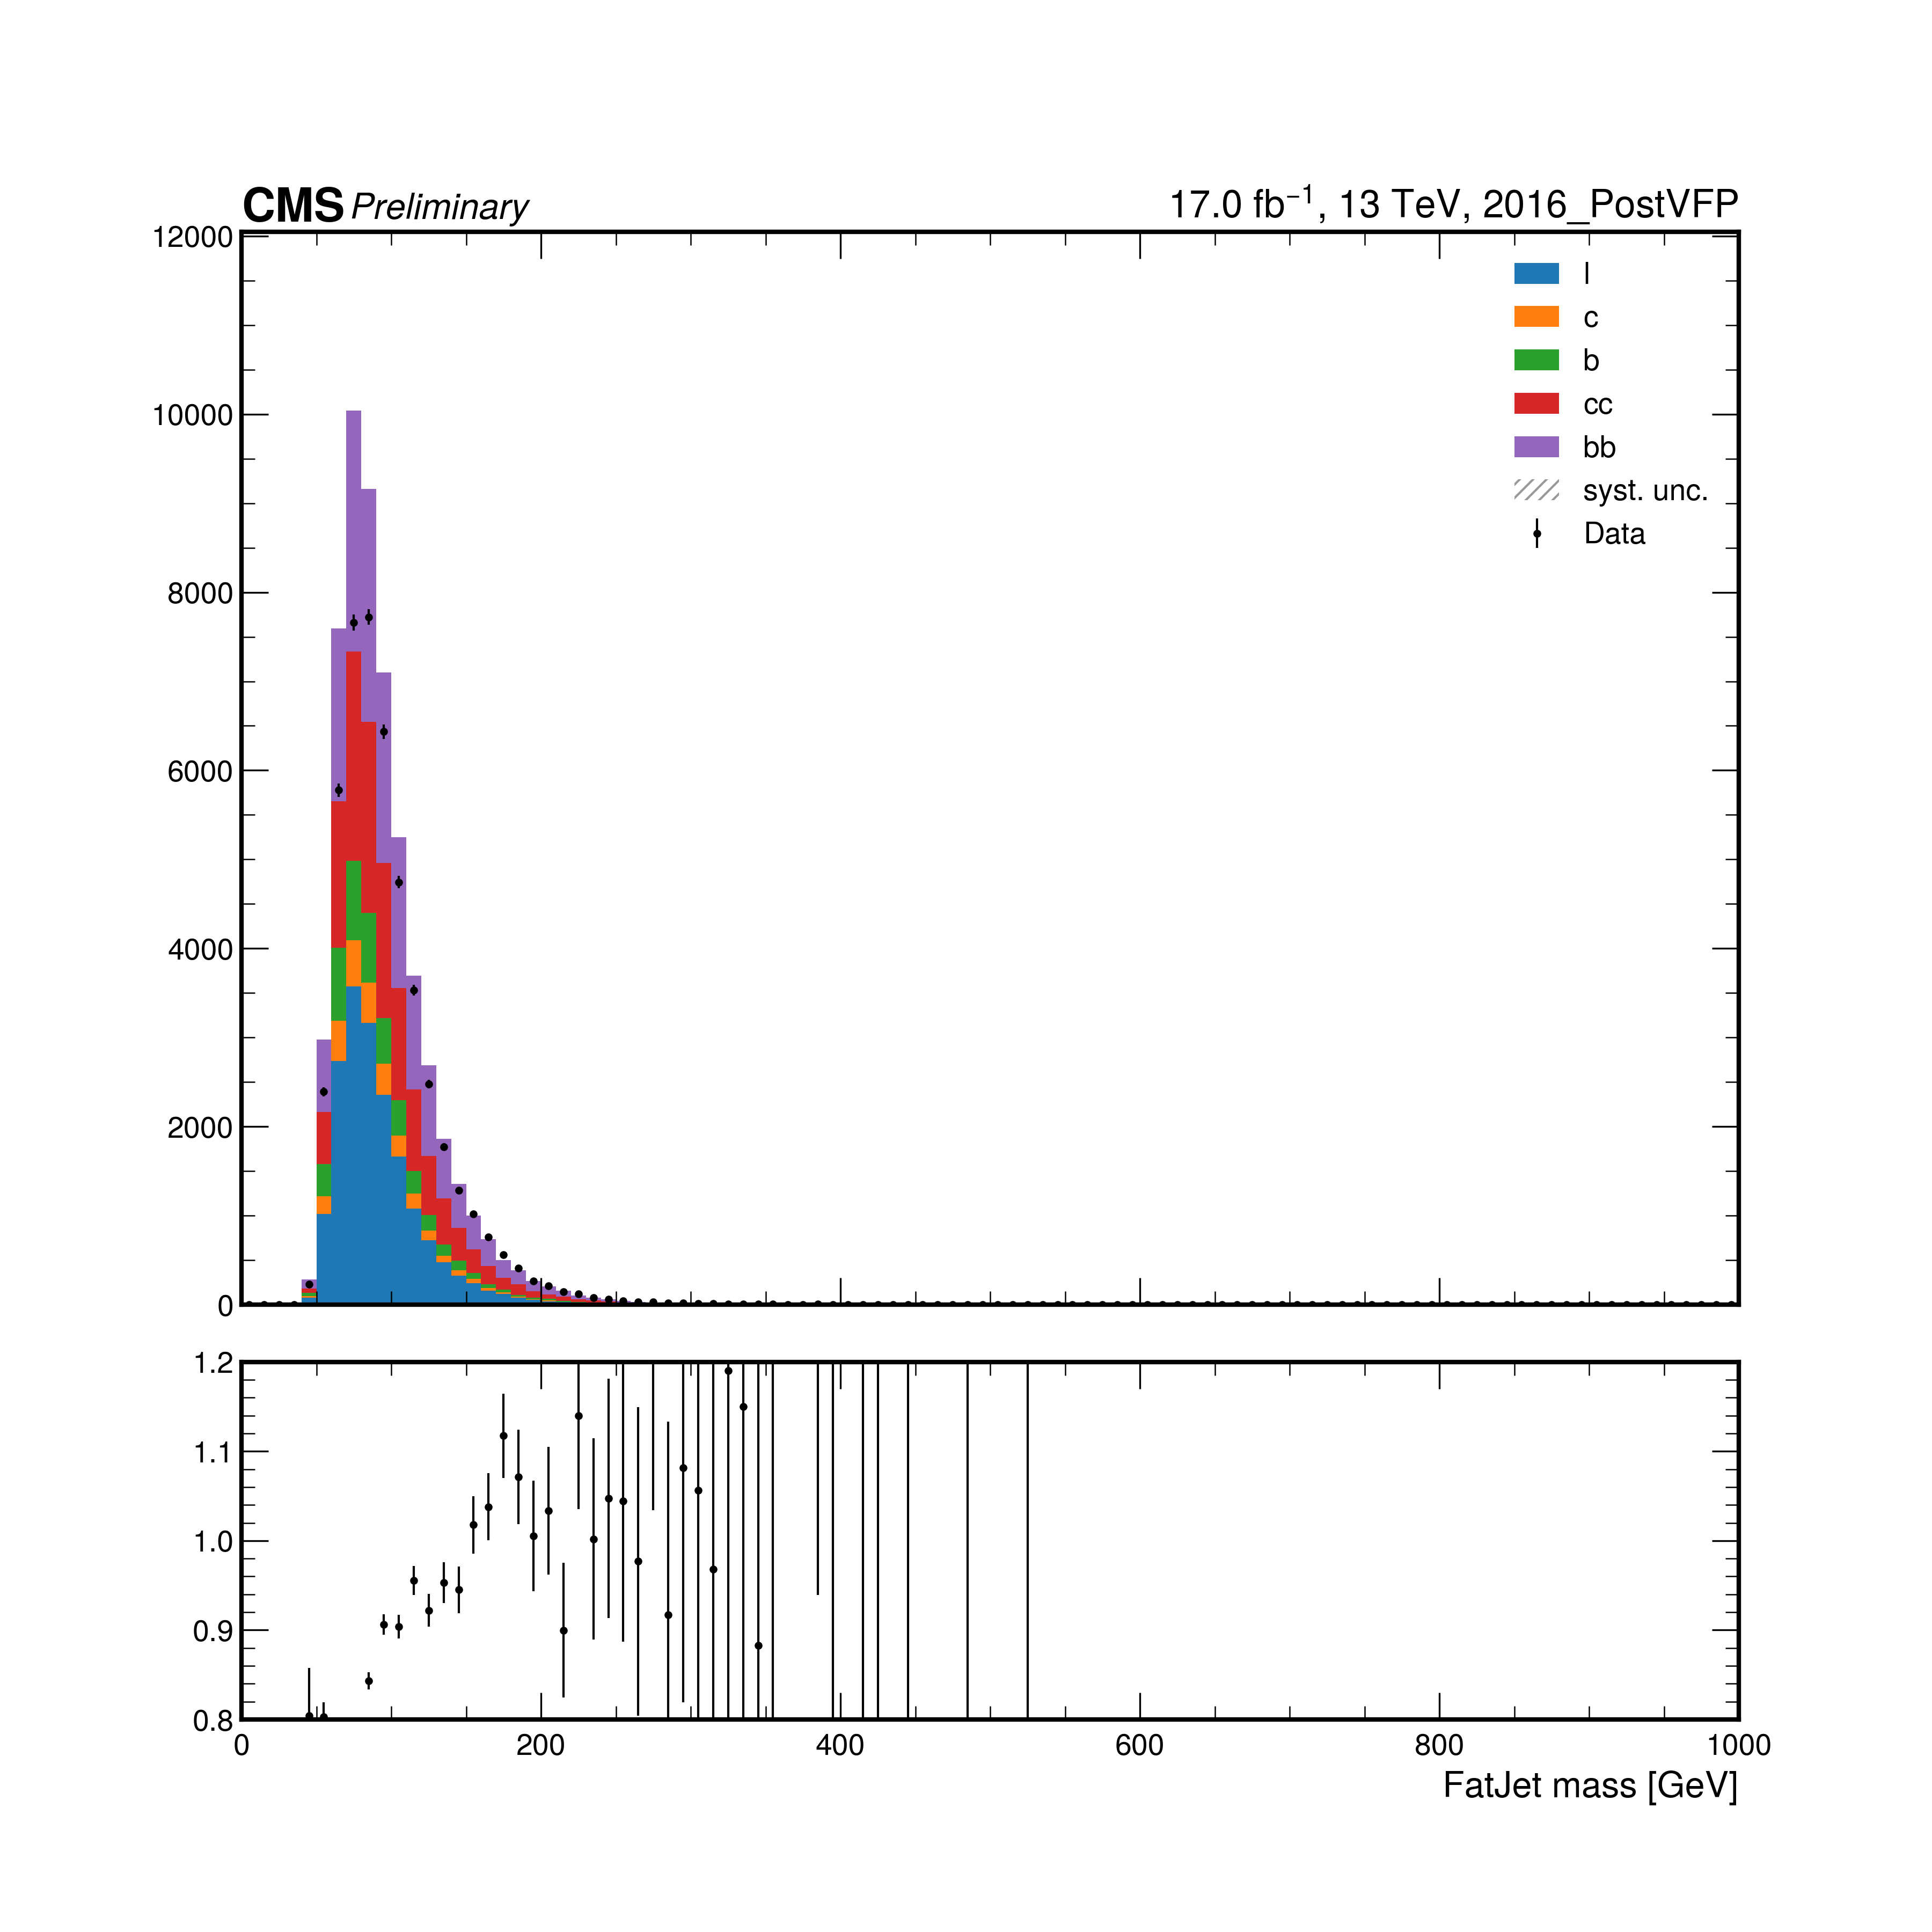 CMS Preliminary 17.0 fb⁻¹, 13 TeV, 2016_PostVFP
12000
10000
8000
6000
4000
2000
0
l
c
b
cc
bb
syst. unc.
Data
1.2
1.1
1.0
0.9
0.8
0 200 400 600 800 1000
FatJet mass [GeV]